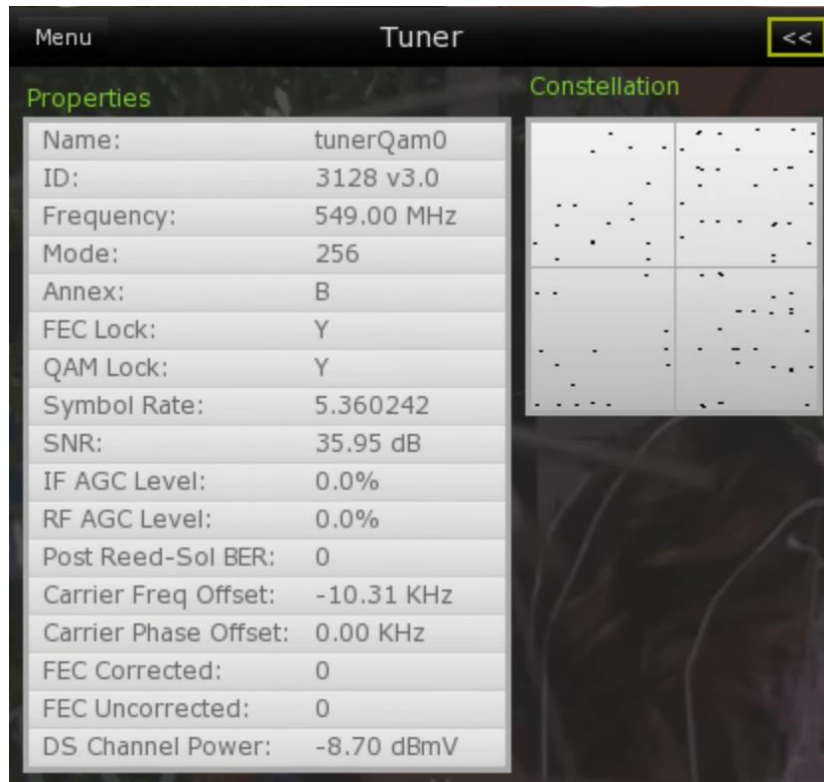 Menu Tuner <<
Properties
Name: tunerQam0
ID: 3128 v3.0
Frequency: 549.00 MHz
Mode: 256
Annex: B
FEC Lock: Y
QAM Lock: Y
Symbol Rate: 5.360242
SNR: 35.95 dB
IF AGC Level: 0.0%
RF AGC Level: 0.0%
Post Reed-Sol BER: 0
Carrier Freq Offset: -10.31 KHz
Carrier Phase Offset: 0.00 KHz
FEC Corrected: 0
FEC Uncorrected: 0
DS Channel Power: -8.70 dBmV
Constellation